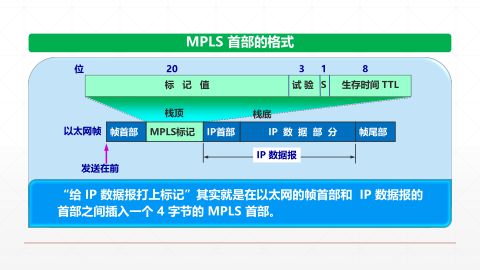 MPLS 首部的格式
位 20 3 1 8
标 记 值 试 验 S 生存时间 TTL
栈顶 栈底
以太网帧 帧首部 MPLS标记 IP首部 IP 数 据 部 分 帧尾部
IP 数据报
发送在前
“给 IP 数据报打上标记”其实就是在以太网的帧首部和 IP 数据报的
首部之间插入一个 4 字节的 MPLS 首部。